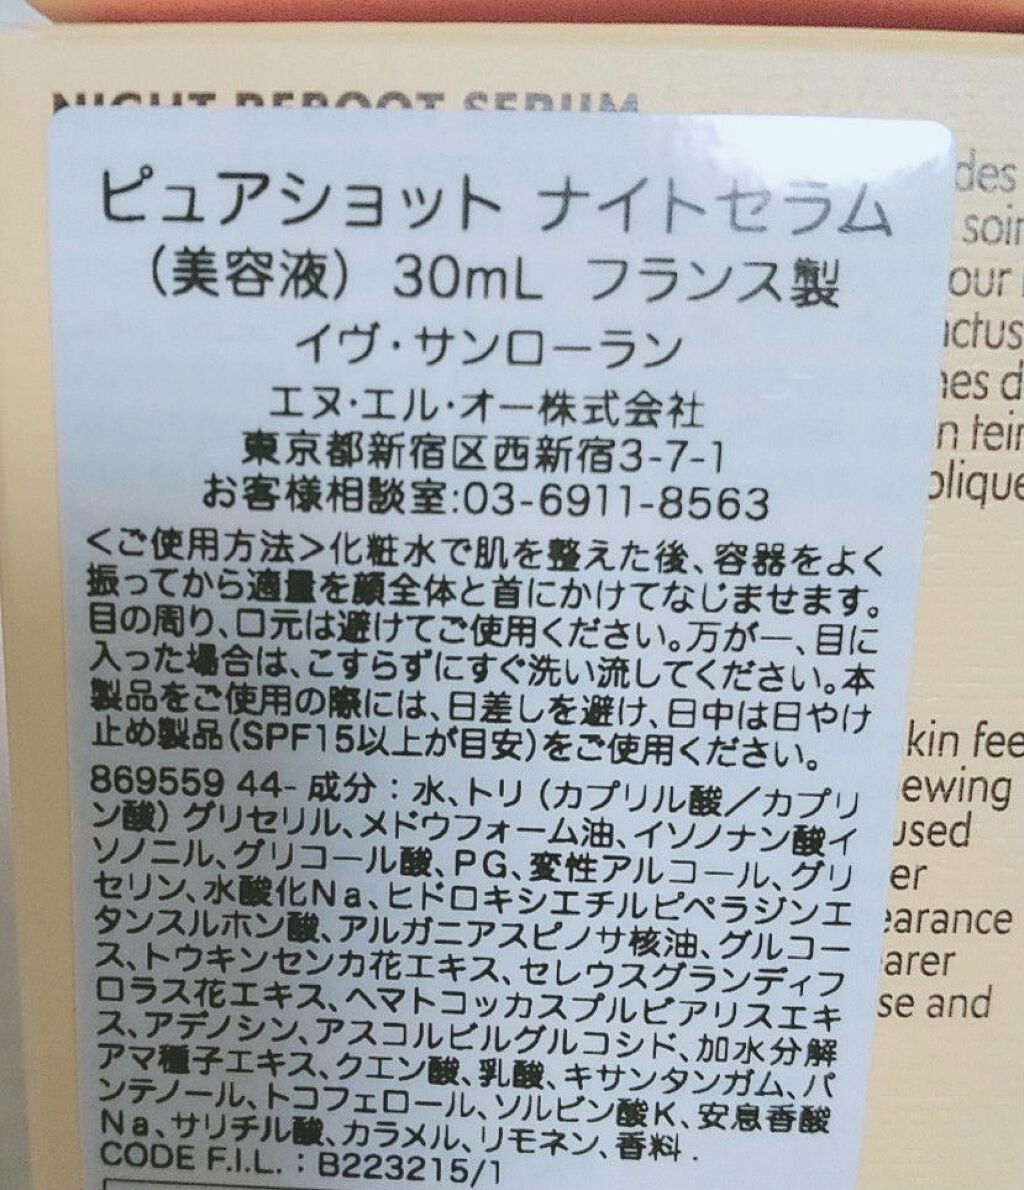 NIGHT REBOOT SERUM
ピュアショット ナイトセラム
（美容液） 30mL フランス製
イヴ・サンローラン
エヌ・エル・オー株式会社
東京都新宿区西新宿3-7-1
お客様相談室:03-6911-8563
＜ご使用方法＞化粧水で肌を整えた後、容器をよく
振ってから適量を顔全体と首にかけてなじませます。
目の周り、口元は避けてご使用ください。万が一、目に
入った場合は、こすらずにすぐ洗い流してください。本
製品をご使用の際には、日差しを避け、日中は日やけ
止め製品（SPF15以上が目安）をご使用ください。
869559 44- 成分：水、トリ（カプリル酸／カプリ
ン酸）グリセリル、メドウフォーム油、イソノナン酸イ
ソノニル、グリコール酸、PG、変性アルコール、グリ
セリン、水酸化Na、ヒドロキシエチルピペラジンエ
タンスルホン酸、アルガニアスピノサ核油、グルコー
ス、トウキンセンカ花エキス、セレウスグランディフ
ロラス花エキス、ヘマトコッカスプルビアリスエキ
ス、アデノシン、アスコルビルグルコシド、加水分解
アマ種子エキス、クエン酸、乳酸、キサンタンガム、パ
ンテノール、トコフェロール、ソルビン酸K、安息香酸
Na、サリチル酸、カラメル、リモネン、香料.
CODE F.I.L.：B223215/1
des
soin
our
actus
nes d
n tein
plique
kin fee
ewing
used
er
earance
arer
se and